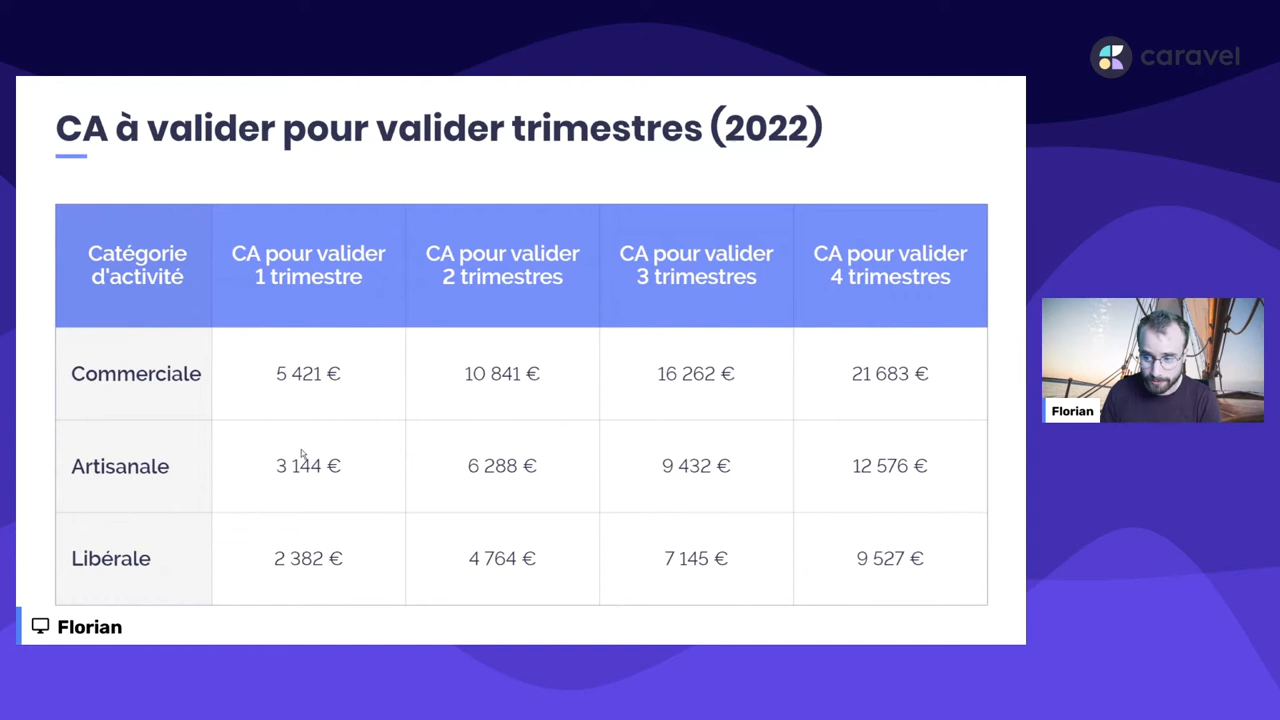 caravel
CA à valider pour valider trimestres (2022)
Catégorie d'activité
CA pour valider 1 trimestre
CA pour valider 2 trimestres
CA pour valider 3 trimestres
CA pour valider 4 trimestres
Commerciale
5 421 €
10 841 €
16 262 €
21 683 €
Artisanale
3 144 €
6 288 €
9 432 €
12 576 €
Libérale
2 382 €
4 764 €
7 145 €
9 527 €
Florian
Florian